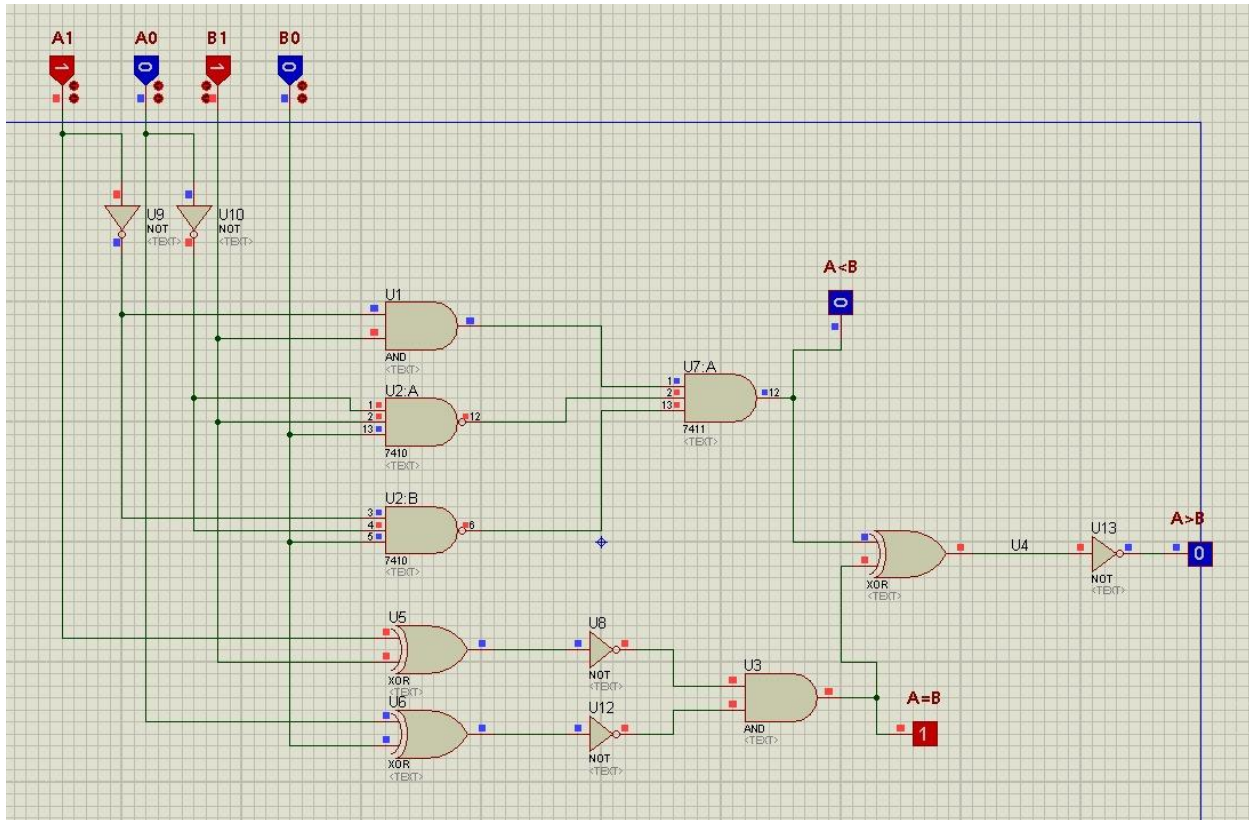 A1 A0 B1 B0
1 0 1 0
U9 U10
NOT NOT
<TEXT> <TEXT>
A<B
0
U1
AND
<TEXT>
U2:A
1
2
13
12
7410
<TEXT>
U7:A
1
2
13
12
7411
<TEXT>
U2:B
3
4
5
6
7410
<TEXT>
XOR
<TEXT>
U4
U13
NOT
<TEXT>
A>B
0
U5
XOR
<TEXT>
U8
NOT
<TEXT>
U6
XOR
<TEXT>
U12
NOT
<TEXT>
U3
AND
<TEXT>
A=B
1